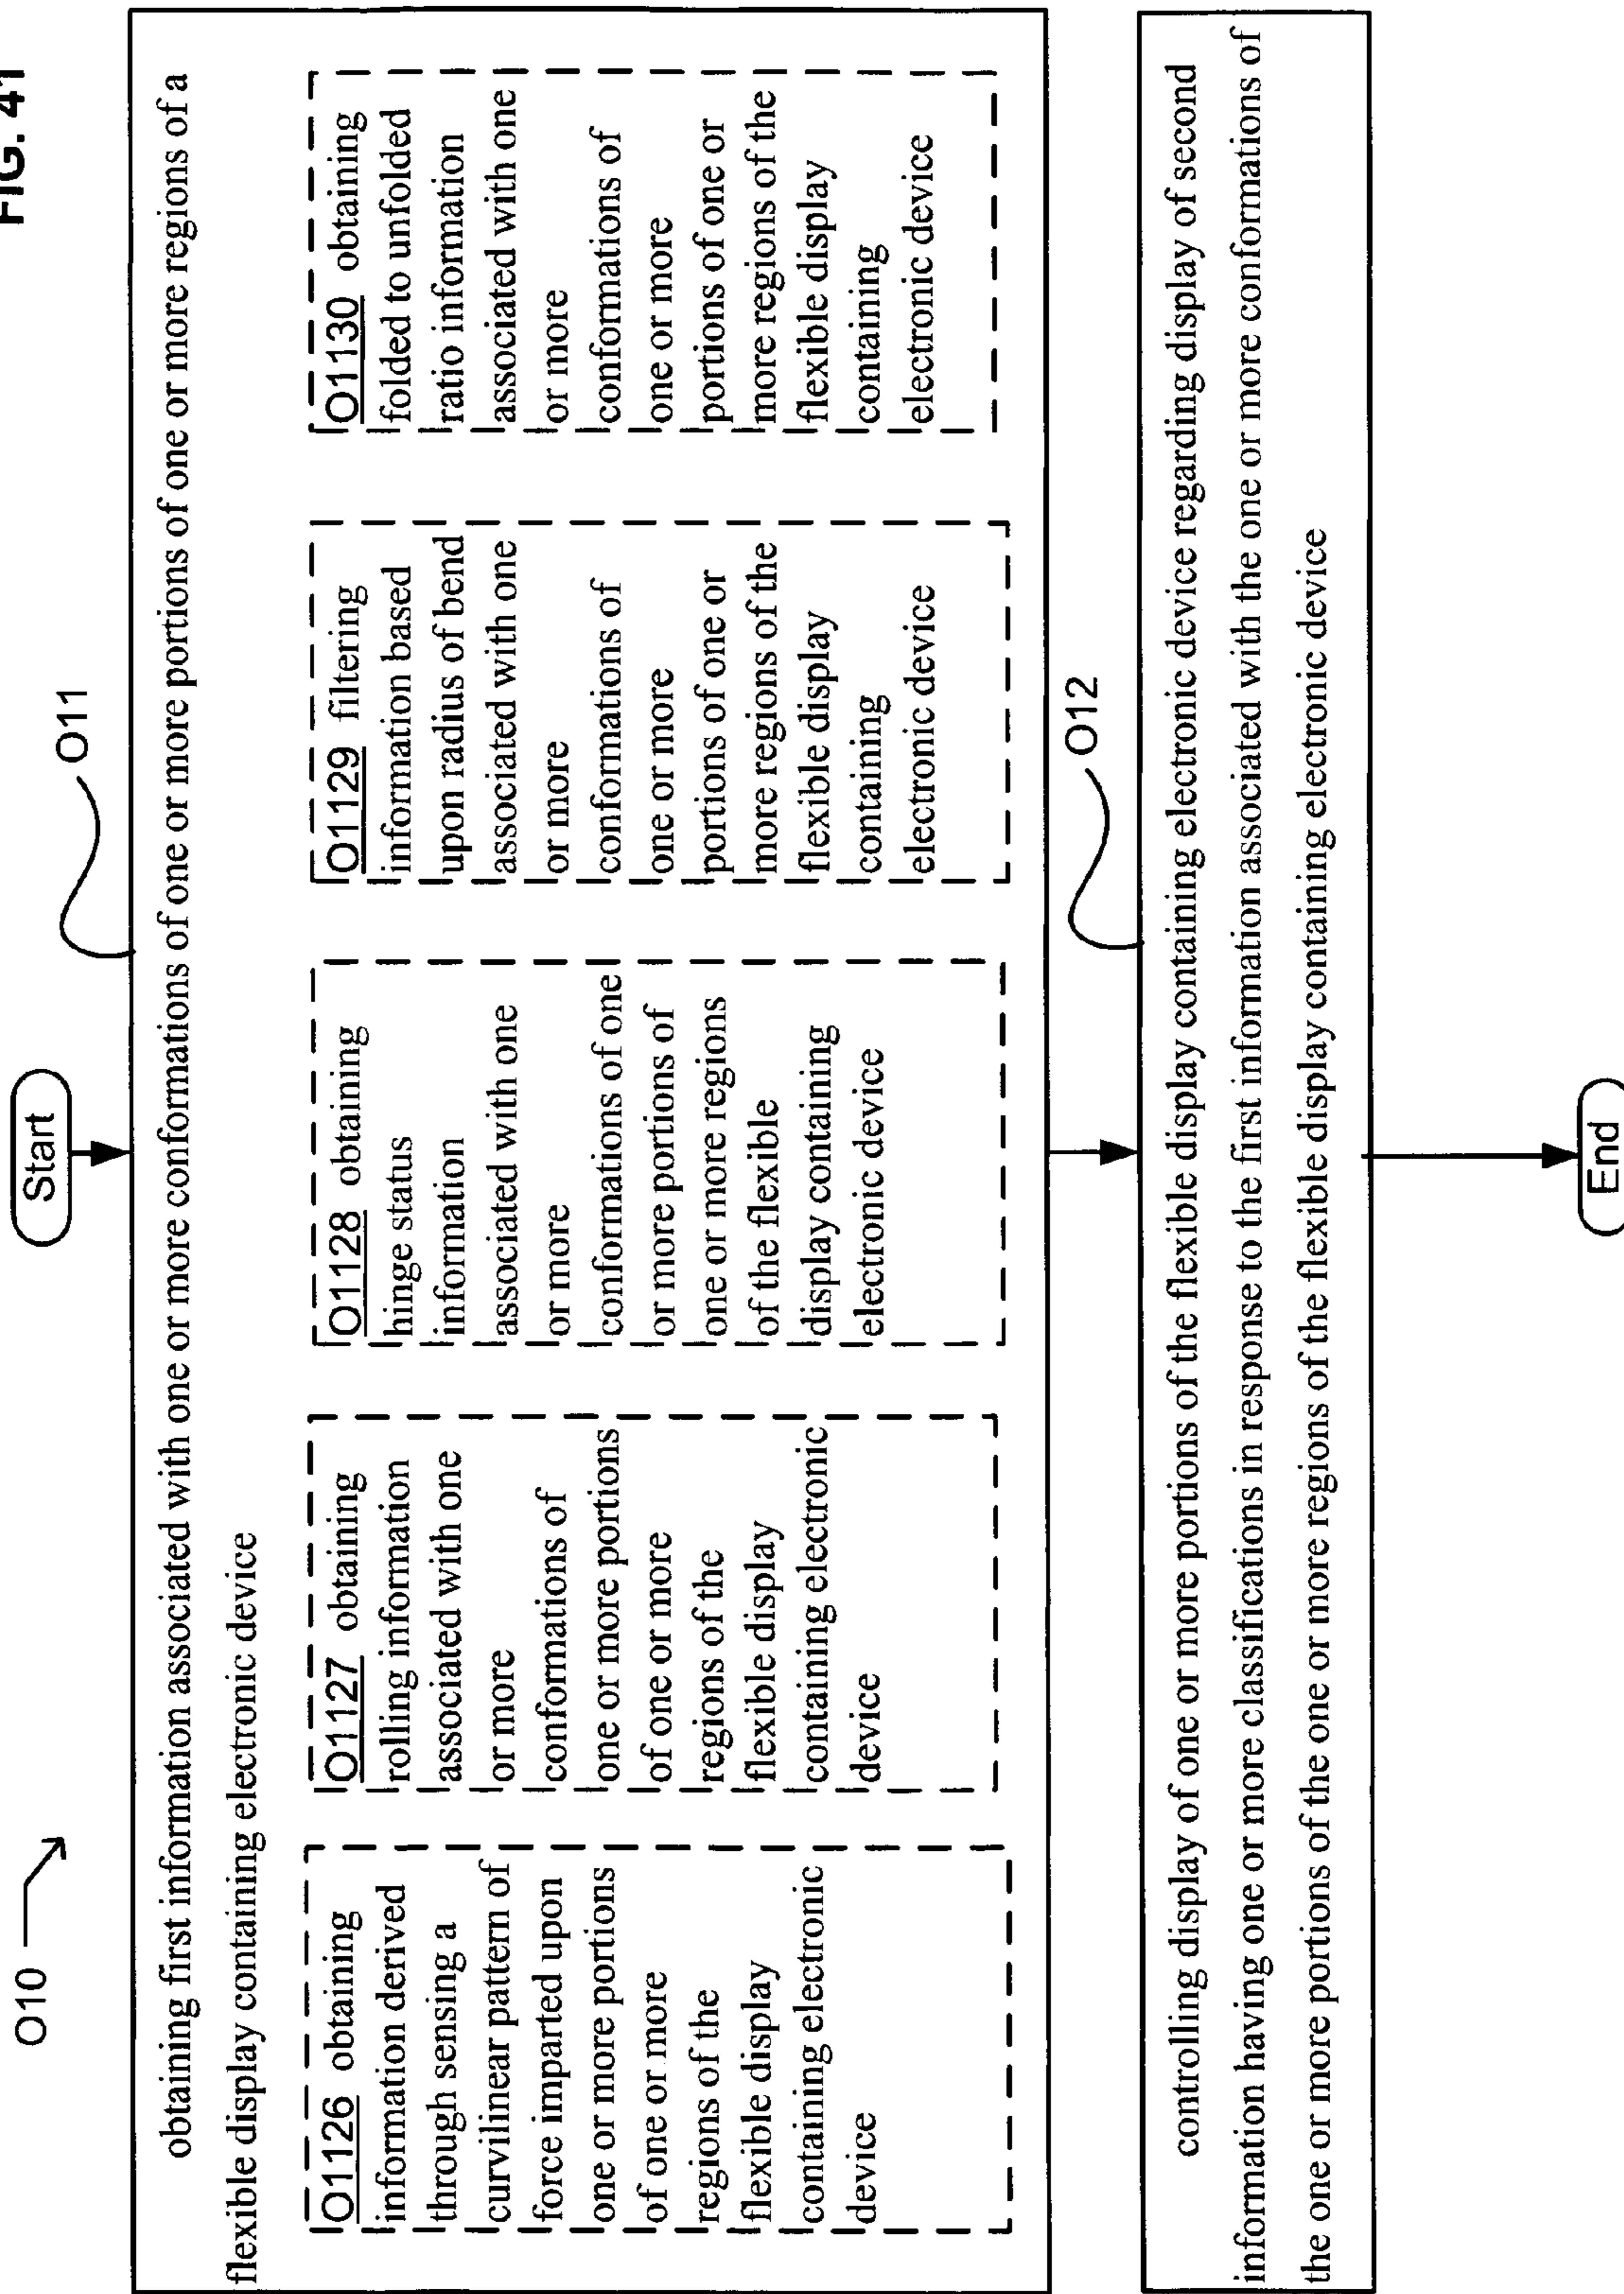 FIG. 41
O10
Start
O11
obtaining first information associated with one or more conformations of one or more portions of one or more regions of a
flexible display containing electronic device
O1126 obtaining
information derived
through sensing a
curvilinear pattern of
force imparted upon
one or more portions
of one or more
regions of the
flexible display
containing electronic
device
O1127 obtaining
rolling information
associated with one
or more
conformations of
one or more portions
of one or more
regions of the
flexible display
containing electronic
device
O1128 obtaining
hinge status
information
associated with one
or more
conformations of one
or more portions of
one or more regions
of the flexible
display containing
electronic device
O1129 filtering
information based
upon radius of bend
associated with one
or more
conformations of
one or more
portions of one or
more regions of the
flexible display
containing
electronic device
O1130 obtaining
folded to unfolded
ratio information
associated with one
or more
conformations of
one or more
portions of one or
more regions of the
flexible display
containing
electronic device
O12
controlling display of one or more portions of the flexible display containing electronic device regarding display of second
information having one or more classifications in response to the first information associated with the one or more conformations of
the one or more portions of the one or more regions of the flexible display containing electronic device
End